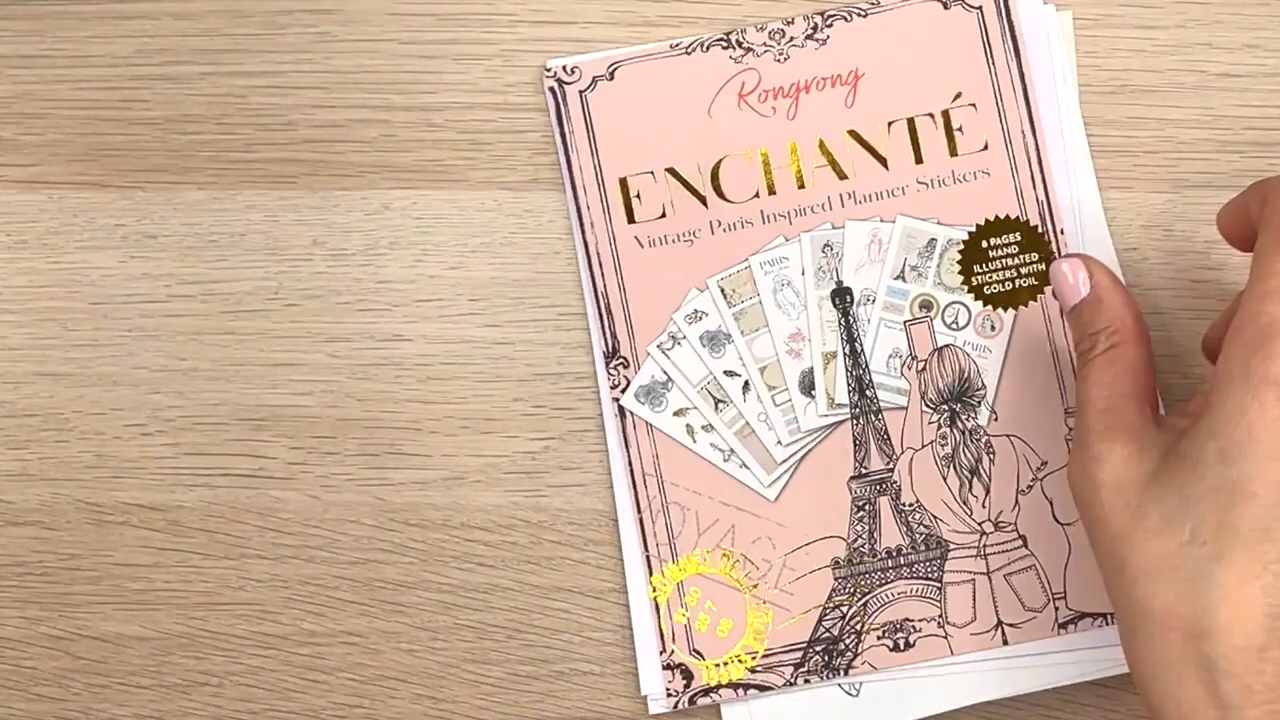 Rongrong
ENCHANTÉ
Vintage Paris Inspired Planner Stickers
8 PAGES
HAND
ILLUSTRATED
STICKERS WITH
GOLD FOIL
PARIS
PARIS
VOYAGE